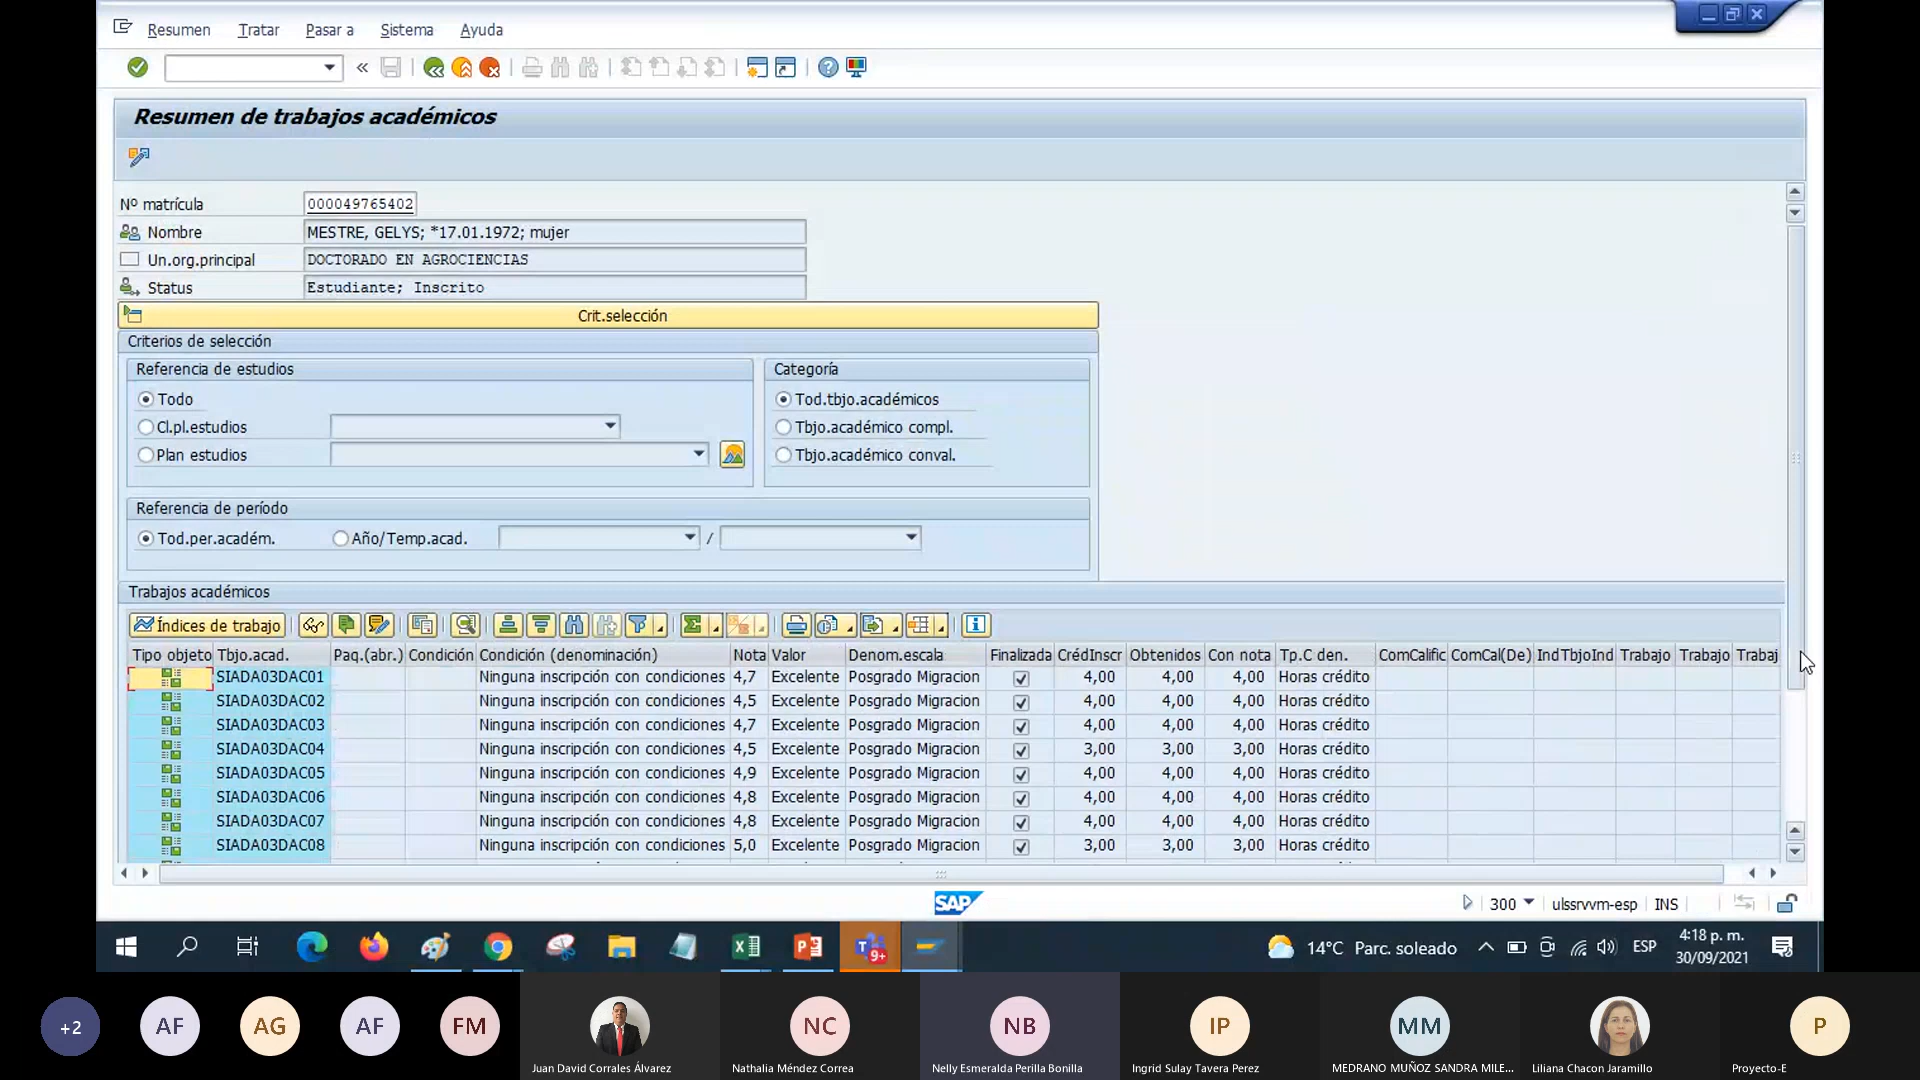 Resumen Tratar Pasar a Sistema Ayuda
Resumen de trabajos académicos
Nº matrícula 000049765402
Nombre MESTRE, GELYS; *17.01.1972; mujer
Un.org.principal DOCTORADO EN AGROCIENCIAS
Status Estudiante; Inscrito
Crit.selección
Criterios de selección
Referencia de estudios Categoría
Todo Tod.tbjo.académicos
Cl.pl.estudios Tbjo.académico compl.
Plan estudios Tbjo.académico conval.
Referencia de período
Tod.per.académ. Año/Temp.acad. /
Trabajos académicos
Índices de trabajo
Tipo objeto Tbjo.acad. Paq.(abr.) Condición Condición (denominación) Nota Valor Denom.escala Finalizada CrédInscr Obtenidos Con nota Tp.C den. ComCalific ComCal(De) IndTbjoInd Trabajo Trabajo Trabaj
SIADA03DAC01 Ninguna inscripción con condiciones 4,7 Excelente Posgrado Migracion 4,00 4,00 4,00 Horas crédito
SIADA03DAC02 Ninguna inscripción con condiciones 4,5 Excelente Posgrado Migracion 4,00 4,00 4,00 Horas crédito
SIADA03DAC03 Ninguna inscripción con condiciones 4,7 Excelente Posgrado Migracion 4,00 4,00 4,00 Horas crédito
SIADA03DAC04 Ninguna inscripción con condiciones 4,5 Excelente Posgrado Migracion 3,00 3,00 3,00 Horas crédito
SIADA03DAC05 Ninguna inscripción con condiciones 4,9 Excelente Posgrado Migracion 4,00 4,00 4,00 Horas crédito
SIADA03DAC06 Ninguna inscripción con condiciones 4,8 Excelente Posgrado Migracion 4,00 4,00 4,00 Horas crédito
SIADA03DAC07 Ninguna inscripción con condiciones 4,8 Excelente Posgrado Migracion 4,00 4,00 4,00 Horas crédito
SIADA03DAC08 Ninguna inscripción con condiciones 5,0 Excelente Posgrado Migracion 3,00 3,00 3,00 Horas crédito
SAP 300 ulssrvvm-esp INS
9+ 14°C Parc. soleado ESP 4:18 p. m.
30/09/2021
+2 AF AG AF FM NC NB IP MM P
Juan David Corrales Álvarez Nathalia Méndez Correa Nelly Esmeralda Perilla Bonilla Ingrid Sulay Tavera Perez MEDRANO MUÑOZ SANDRA MILE... Liliana Chacon Jaramillo Proyecto-E